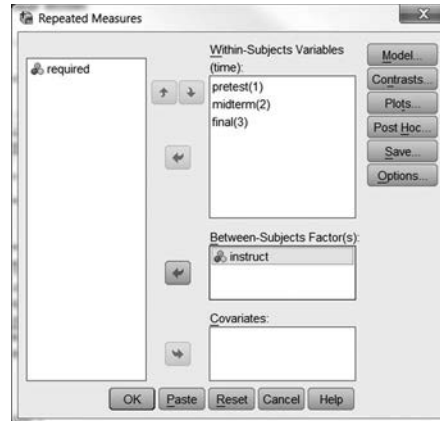 Repeated Measures
required
Within-Subjects Variables
(time):
pretest(1)
midterm(2)
final(3)
Between-Subjects Factor(s):
instruct
Covariates:
Model...
Contrasts...
Plots...
Post Hoc...
Save...
Options...
OK Paste Reset Cancel Help